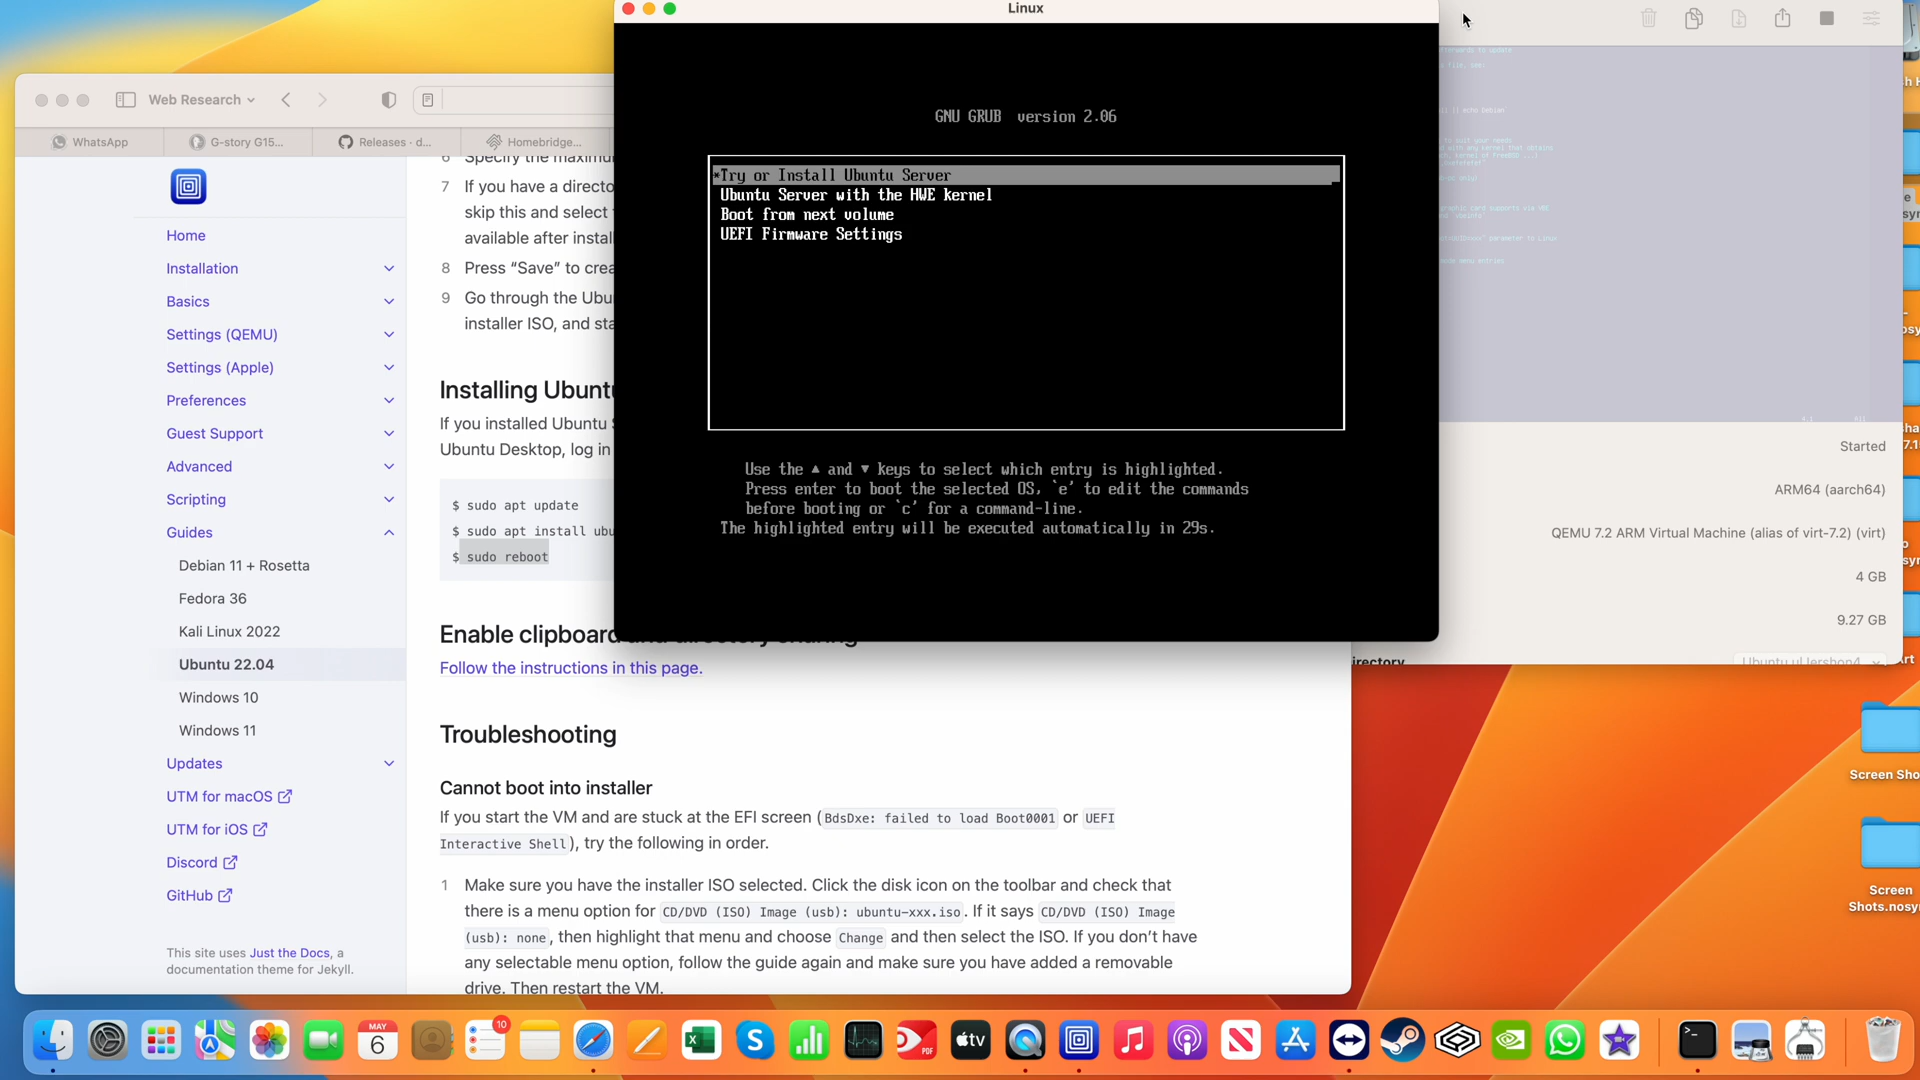 Linux
Web Research
WhatsApp
G-story G15...
Releases · d...
Homebridge...
Home
Installation
Basics
Settings (QEMU)
Settings (Apple)
Preferences
Guest Support
Advanced
Scripting
Guides
Debian 11 + Rosetta
Fedora 36
Kali Linux 2022
Ubuntu 22.04
Windows 10
Windows 11
Updates
UTM for macOS
UTM for iOS
Discord
GitHub
This site uses Just the Docs, a
documentation theme for Jekyll.
6 Specify the maximu
7 If you have a directo
skip this and select
available after instal
8 Press “Save” to crea
9 Go through the Ubu
installer ISO, and sta
Installing Ubuntu
If you installed Ubuntu S
Ubuntu Desktop, log in
$ sudo apt update
$ sudo apt install ubu
$ sudo reboot
Enable clipboard and directory sharing
Follow the instructions in this page.
Troubleshooting
Cannot boot into installer
If you start the VM and are stuck at the EFI screen (BdsDxe: failed to load Boot0001 or UEFI
Interactive Shell), try the following in order.
1 Make sure you have the installer ISO selected. Click the disk icon on the toolbar and check that
there is a menu option for CD/DVD (ISO) Image (usb): ubuntu-xxx.iso. If it says CD/DVD (ISO) Image
(usb): none, then highlight that menu and choose Change and then select the ISO. If you don’t have
any selectable menu option, follow the guide again and make sure you have added a removable
drive. Then restart the VM.
GNU GRUB version 2.06
*Try or Install Ubuntu Server
Ubuntu Server with the HWE kernel
Boot from next volume
UEFI Firmware Settings
Use the ▲ and ▼ keys to select which entry is highlighted.
Press enter to boot the selected OS, `e' to edit the commands
before booting or `c' for a command-line.
The highlighted entry will be executed automatically in 29s.
Started
ARM64 (aarch64)
QEMU 7.2 ARM Virtual Machine (alias of virt-7.2) (virt)
4 GB
9.27 GB
irectory
Screen Sho
Screen
Shots.nosyn
MAY
6
10
PDF
tv